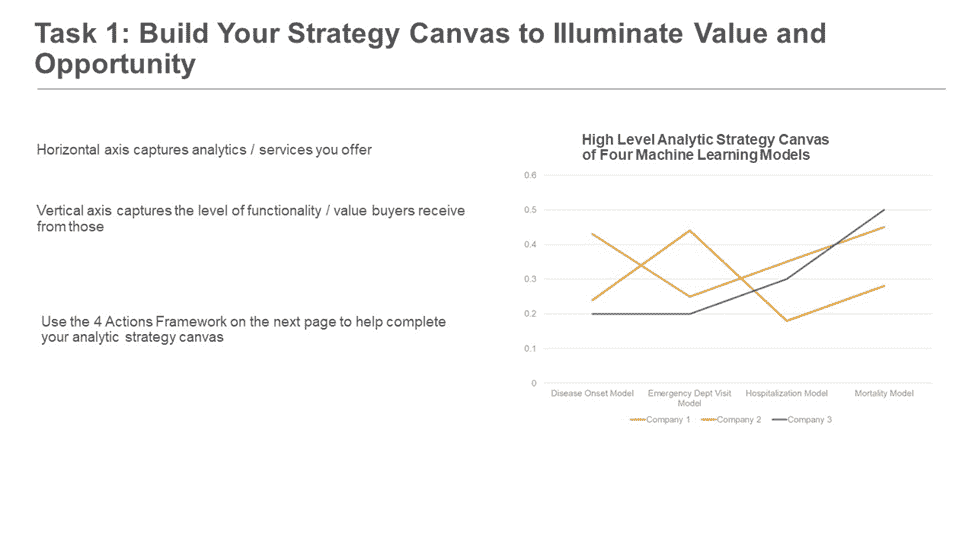 Task 1: Build Your Strategy Canvas to Illuminate Value and
Opportunity
Horizontal axis captures analytics / services you offer
Vertical axis captures the level of functionality / value buyers receive
from those
Use the 4 Actions Framework on the next page to help complete
your analytic strategy canvas
High Level Analytic Strategy Canvas
of Four Machine Learning Models
0.6
0.5
0.4
0.3
0.2
0.1
0
Disease Onset Model
Emergency Dept Visit
Model
Hospitalization Model
Mortality Model
Company 1
Company 2
Company 3